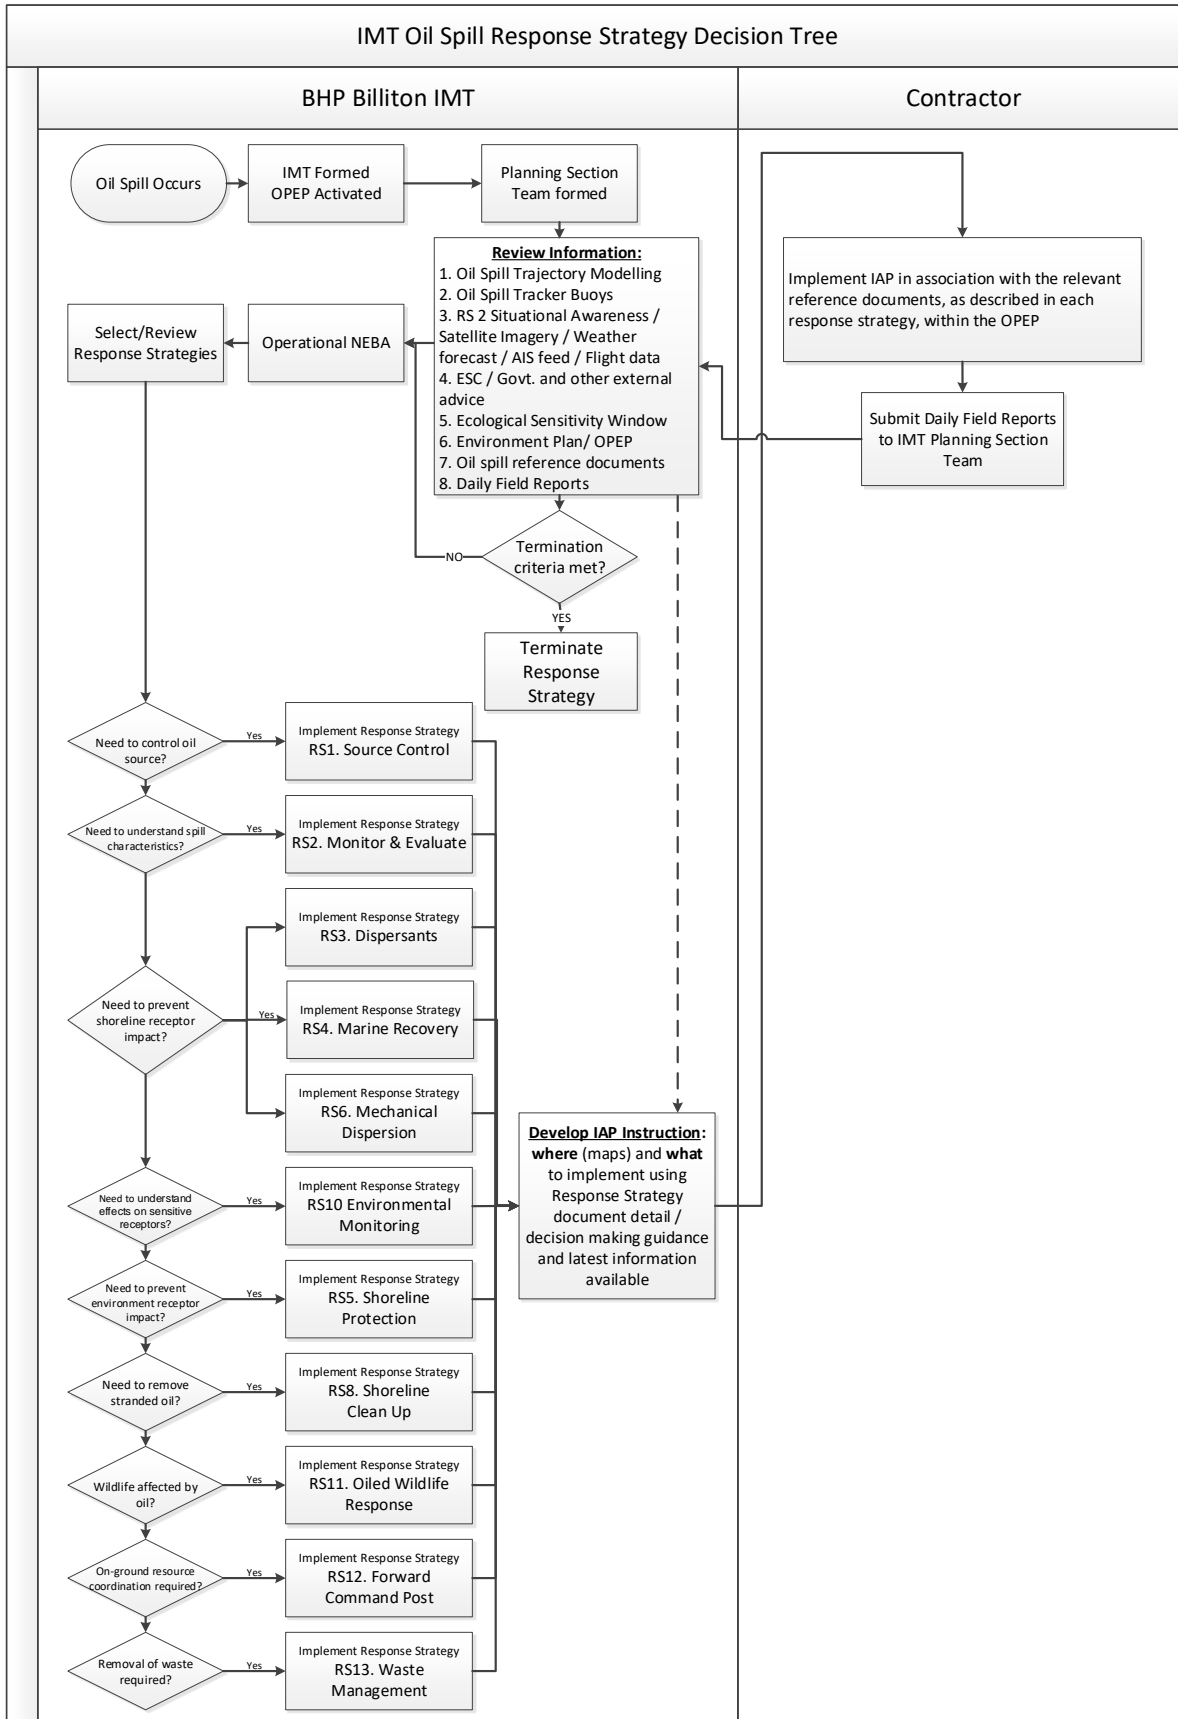 IMT Oil Spill Response Strategy Decision Tree
BHP Billiton IMT
Contractor
Oil Spill Occurs
IMT Formed
OPEP Activated
Planning Section
Team formed
Review Information:
1. Oil Spill Trajectory Modelling
2. Oil Spill Tracker Buoys
3. RS 2 Situational Awareness /
Satellite Imagery / Weather
forecast / AIS feed / Flight data
4. ESC / Govt. and other external
advice
5. Ecological Sensitivity Window
6. Environment Plan/ OPEP
7. Oil spill reference documents
8. Daily Field Reports
Implement IAP in association with the relevant
reference documents, as described in each
response strategy, within the OPEP
Select/Review
Response Strategies
Operational NEBA
Submit Daily Field Reports
to IMT Planning Section
Team
Termination
criteria met?
NO
YES
Terminate
Response
Strategy
Need to control oil
source?
Yes
Implement Response Strategy
RS1. Source Control
Need to understand spill
characteristics?
Yes
Implement Response Strategy
RS2. Monitor & Evaluate
Implement Response Strategy
RS3. Dispersants
Need to prevent
shoreline receptor
impact?
Yes
Implement Response Strategy
RS4. Marine Recovery
Implement Response Strategy
RS6. Mechanical
Dispersion
Develop IAP Instruction:
where (maps) and what
to implement using
Response Strategy
document detail /
decision making guidance
and latest information
available
Need to understand
effects on sensitive
receptors?
Yes
Implement Response Strategy
RS10 Environmental
Monitoring
Need to prevent
environment receptor
impact?
Yes
Implement Response Strategy
RS5. Shoreline
Protection
Need to remove
stranded oil?
Yes
Implement Response Strategy
RS8. Shoreline
Clean Up
Wildlife affected by
oil?
Yes
Implement Response Strategy
RS11. Oiled Wildlife
Response
On-ground resource
coordination required?
Yes
Implement Response Strategy
RS12. Forward
Command Post
Removal of waste
required?
Yes
Implement Response Strategy
RS13. Waste
Management